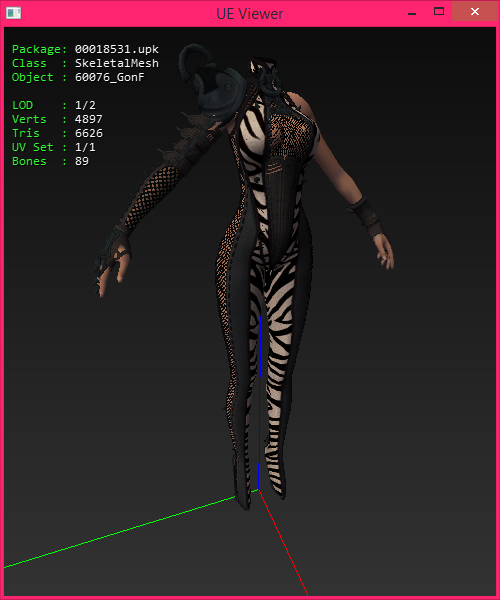 UE Viewer
Package: 00018531.upk
Class : SkeletalMesh
Object : 60076_GonF
LOD : 1/2
Verts : 4897
Tris : 6626
UV Set : 1/1
Bones : 89